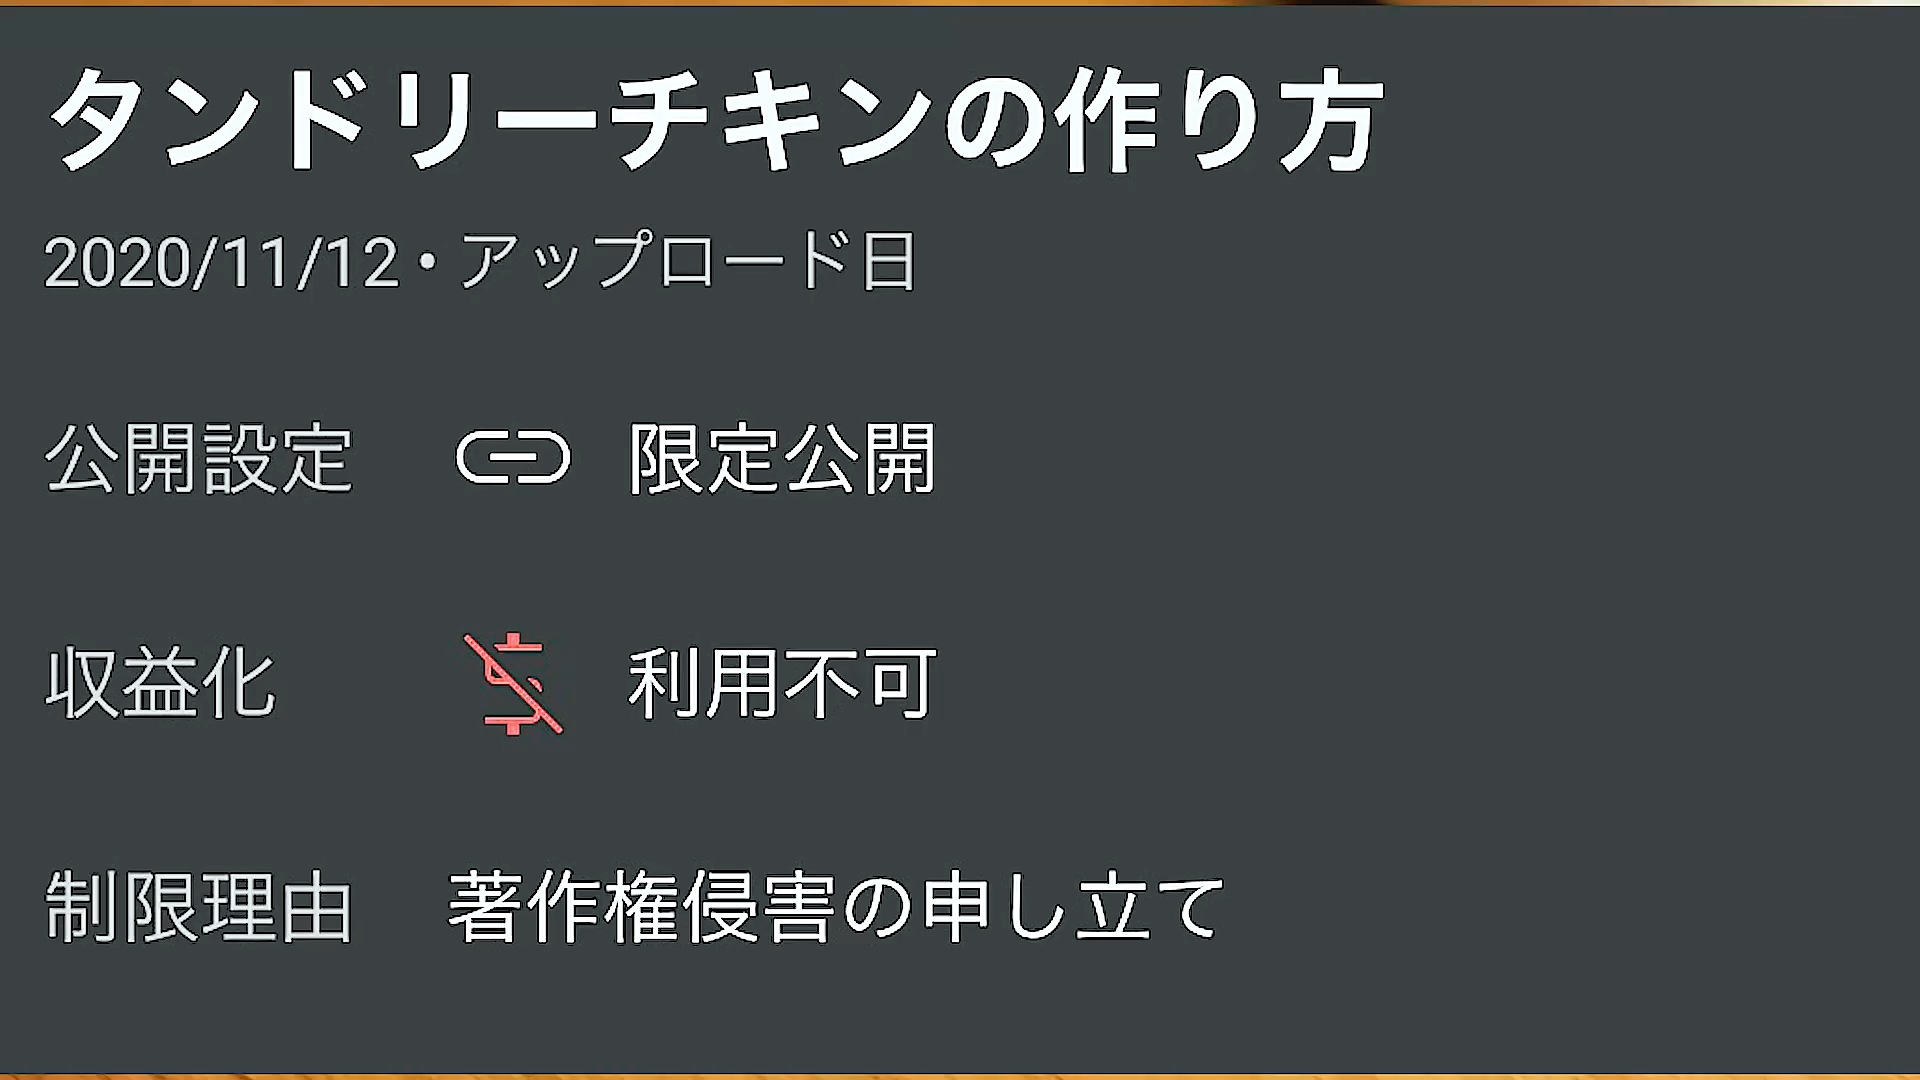 タンドリーチキンの作り方
2020/11/12・アップロード日
公開設定 限定公開
収益化 利用不可
制限理由 著作権侵害の申し立て